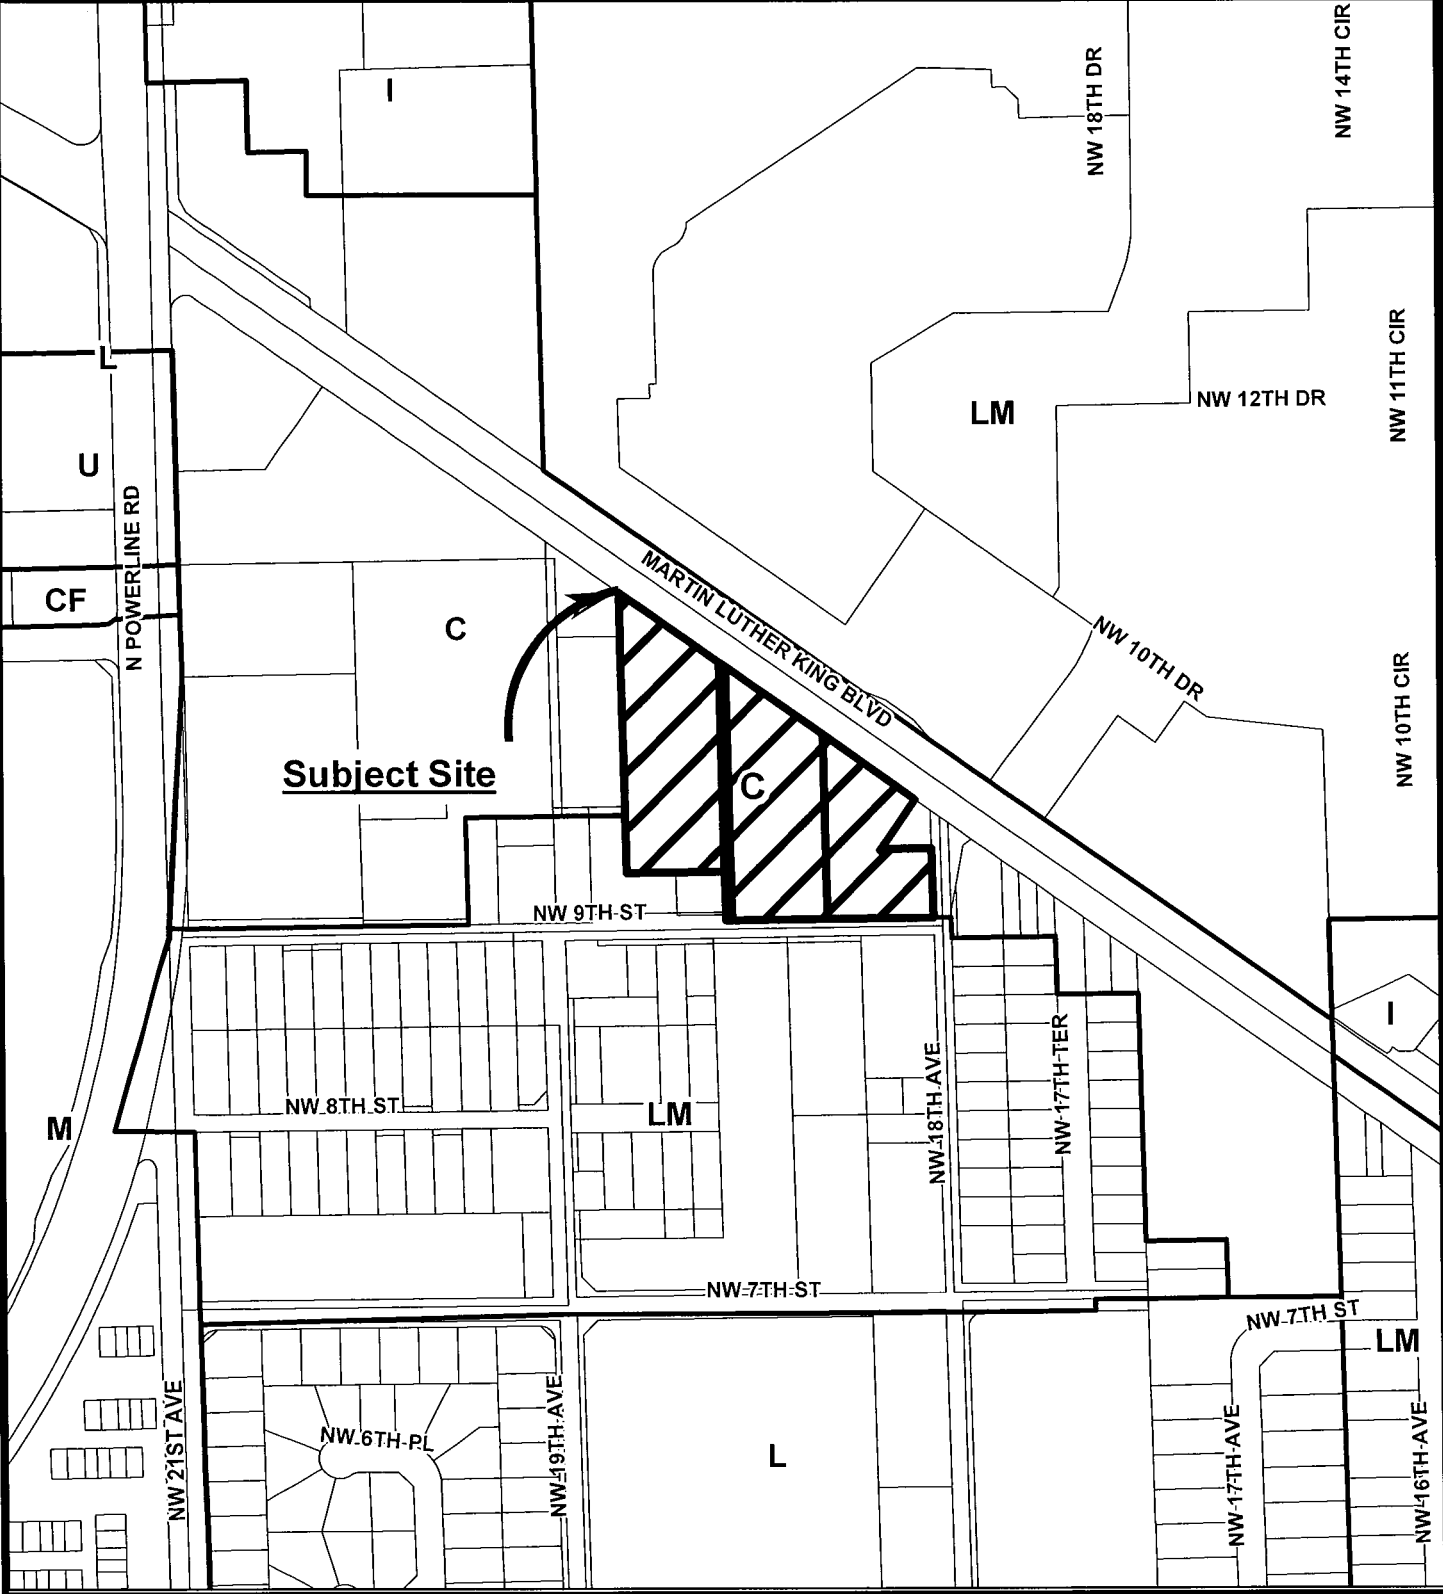 NW 14TH CIR
NW 18TH DR
I
L
NW 11TH CIR
NW 12TH DR
LM
U
N POWERLINE RD
CF
C
MARTIN LUTHER KING BLVD
NW 10TH DR
NW 10TH CIR
Subject Site
C
NW 9TH ST
I
NW 8TH ST
LM
M
NW 18TH AVE
NW 17TH TER
NW 7TH ST
NW 7TH ST
LM
NW 21ST AVE
NW 6TH PL
NW 19TH AVE
L
NW 17TH AVE
NW 16TH AVE